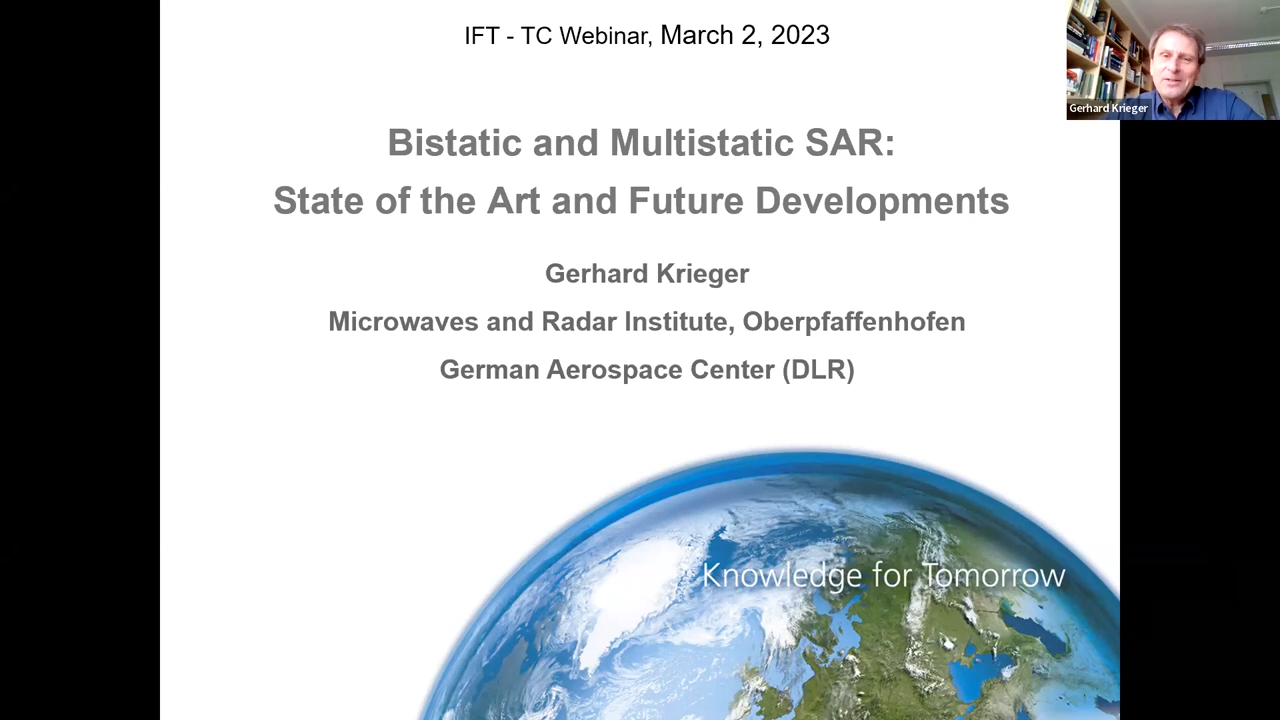 IFT - TC Webinar, March 2, 2023
Gerhard Krieger
Bistatic and Multistatic SAR:
State of the Art and Future Developments
Gerhard Krieger
Microwaves and Radar Institute, Oberpfaffenhofen
German Aerospace Center (DLR)
Knowledge for Tomorrow